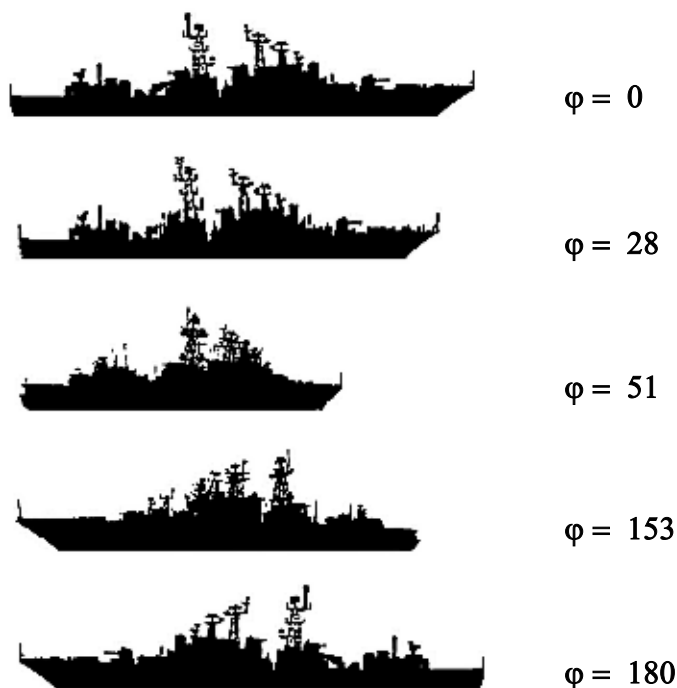 φ = 0
φ = 28
φ = 51
φ = 153
φ = 180